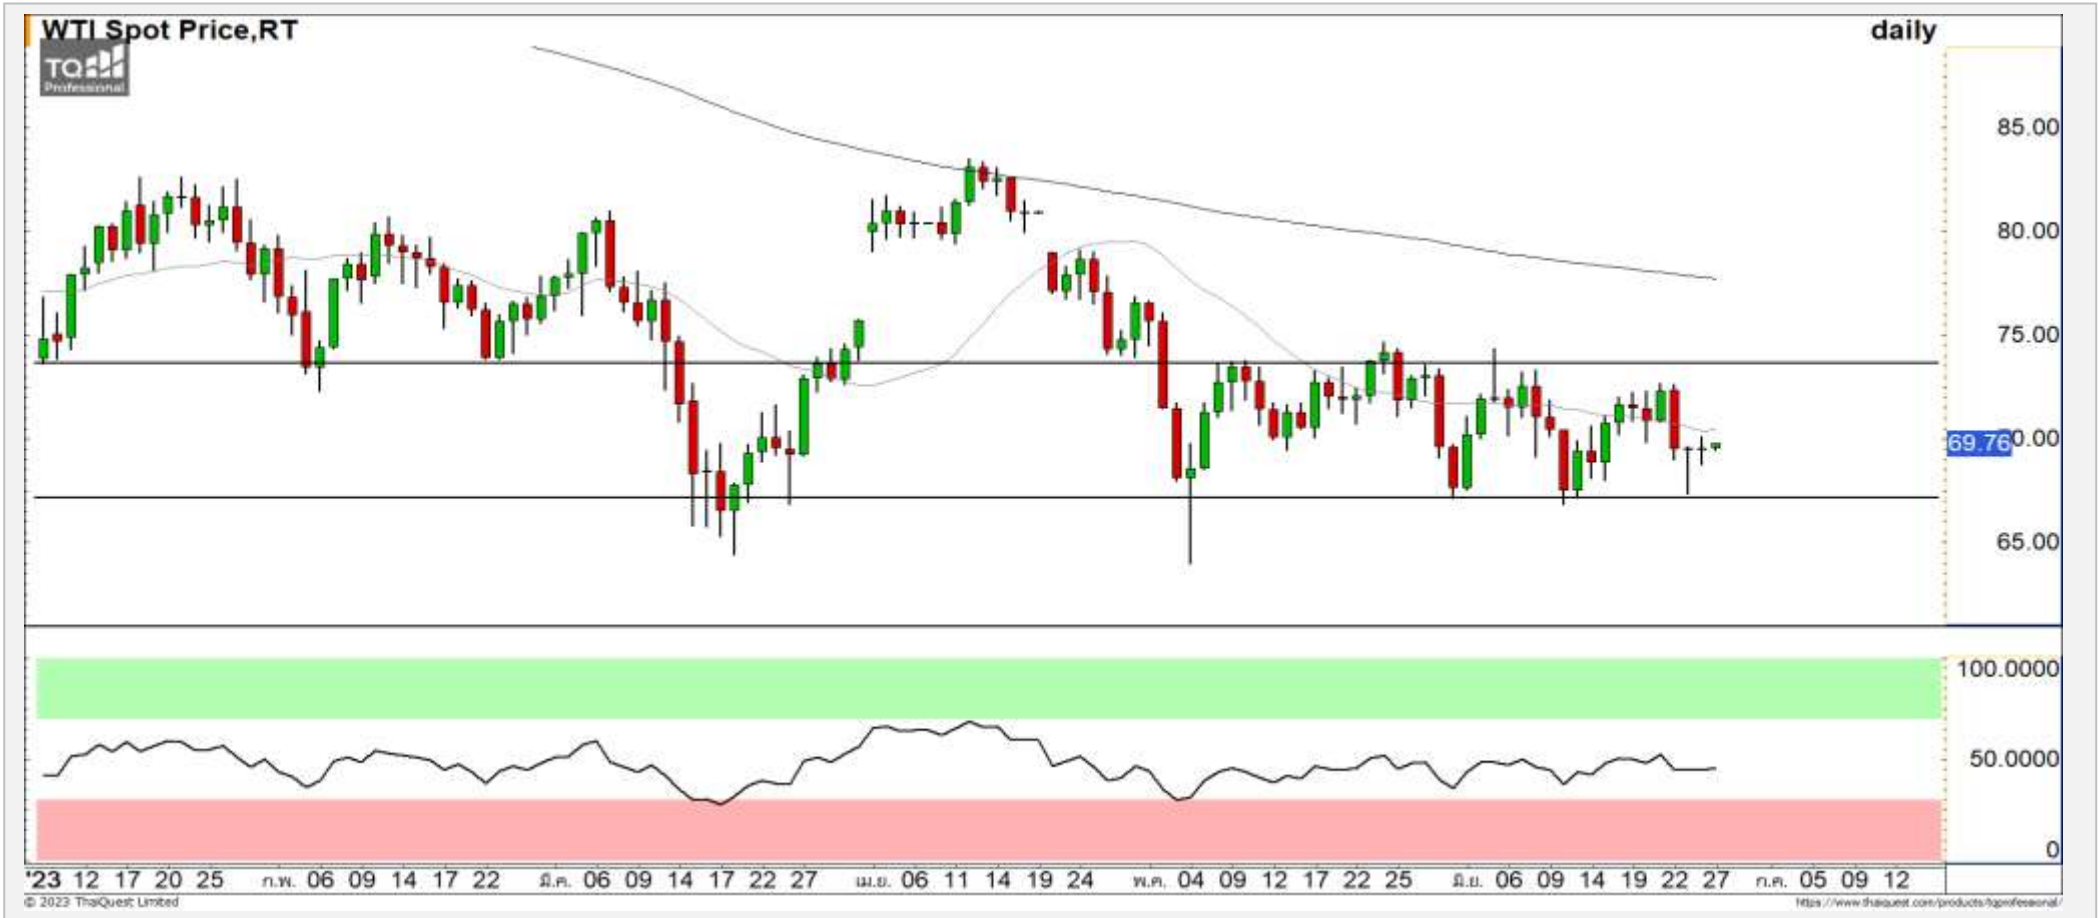 WTI Spot Price,RT
daily
TQ
Professional
85.00
80.00
75.00
69.76
0.00
65.00
100.0000
50.0000
0
'23 12 17 20 25 ก.พ. 06 09 14 17 22 มี.ค. 06 09 14 17 22 27 เม.ย. 06 11 14 19 24 พ.ค. 04 09 12 17 22 25 มิ.ย. 06 09 14 19 22 27 ก.ค. 05 09 12
© 2023 ThaiQuest Limited
https://www.thaiquest.com/products/tqprofessional/